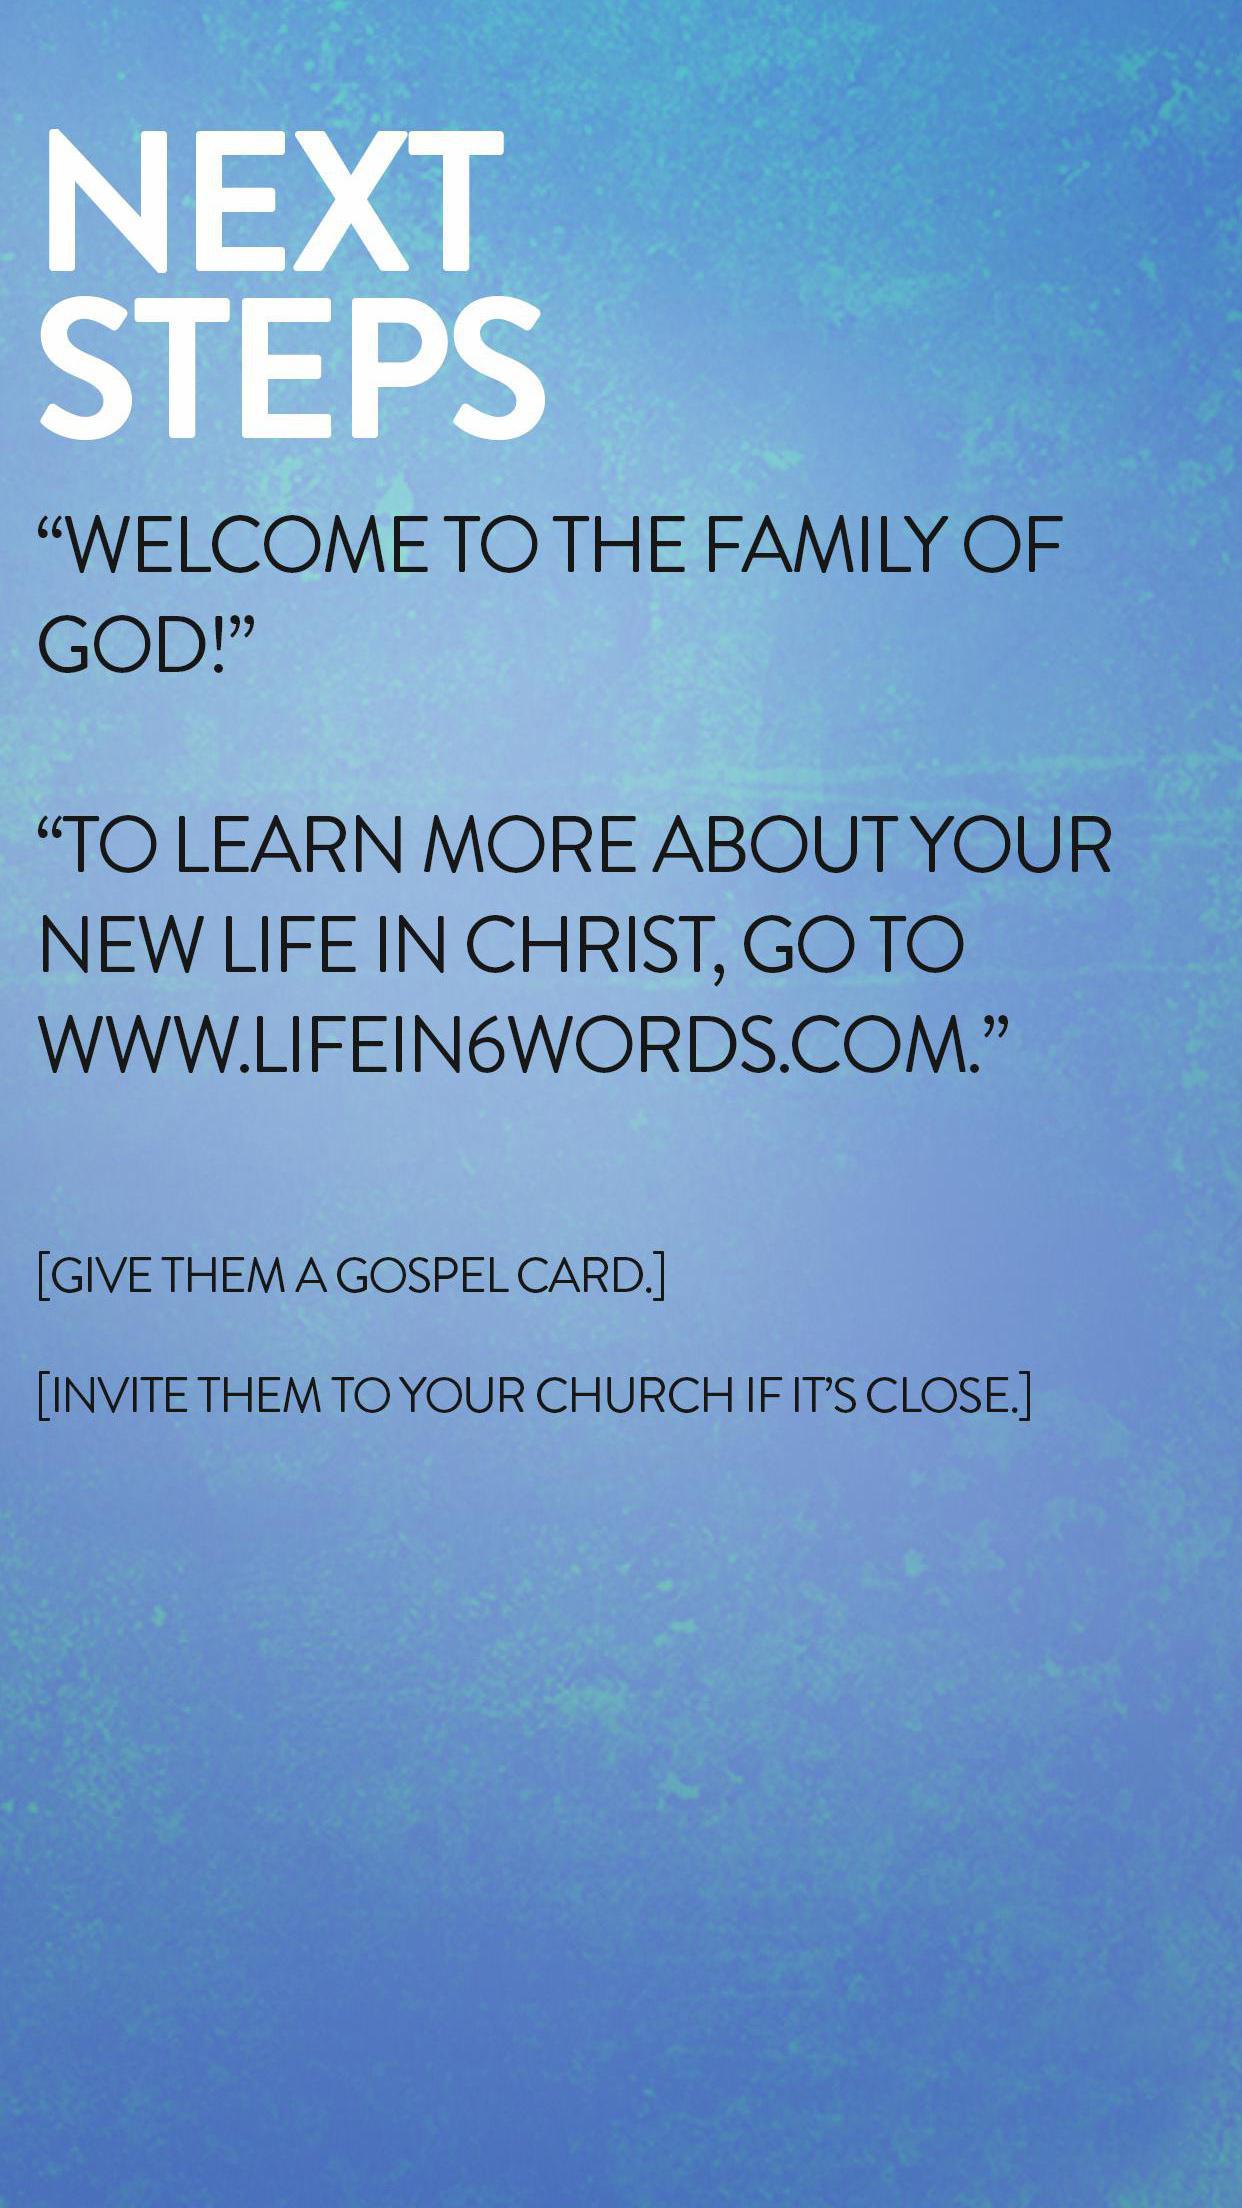 NEXT
STEPS
“WELCOME TO THE FAMILY OF
GOD!”
“TO LEARN MORE ABOUT YOUR
NEW LIFE IN CHRIST, GO TO
WWW.LIFEIN6WORDS.COM.”
[GIVE THEM A GOSPEL CARD.]
[INVITE THEM TO YOUR CHURCH IF IT’S CLOSE.]